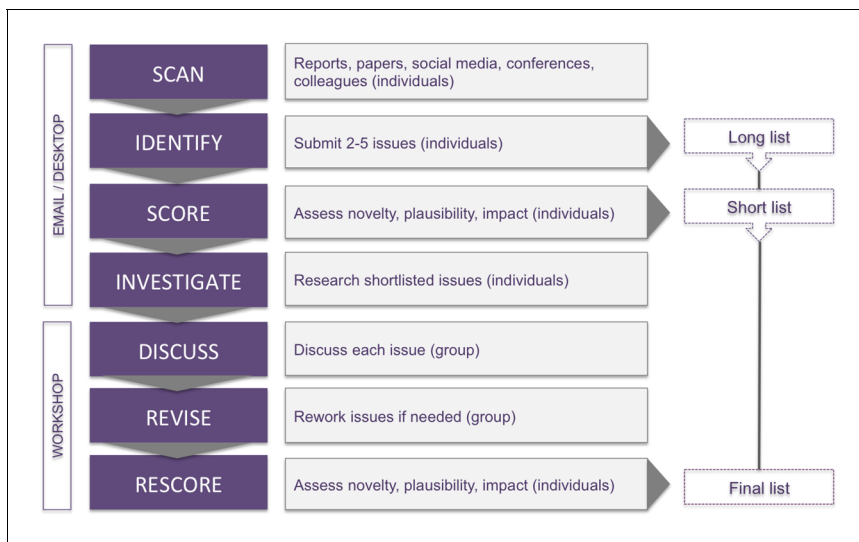 EMAIL / DESKTOP
SCAN
Reports, papers, social media, conferences,
colleagues (individuals)
IDENTIFY
Submit 2-5 issues (individuals)
Long list
SCORE
Assess novelty, plausibility, impact (individuals)
Short list
INVESTIGATE
Research shortlisted issues (individuals)
WORKSHOP
DISCUSS
Discuss each issue (group)
REVISE
Rework issues if needed (group)
RESCORE
Assess novelty, plausibility, impact (individuals)
Final list